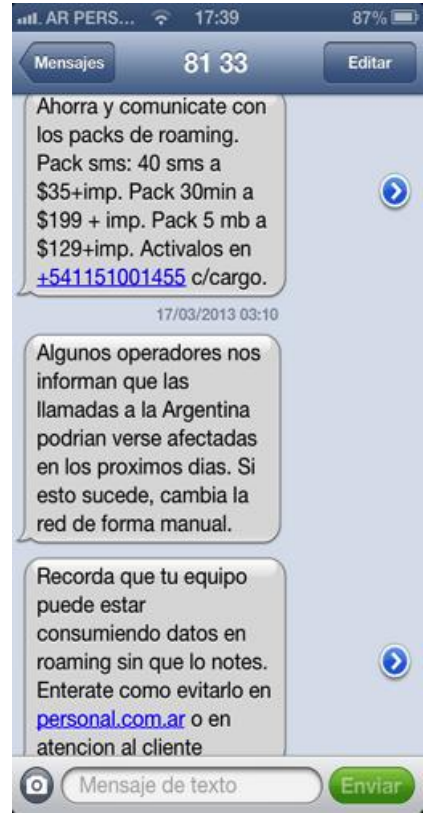 AR PERS... 17:39 87%
Mensajes 81 33 Editar
Ahorra y comunicate con
los packs de roaming.
Pack sms: 40 sms a
$35+imp. Pack 30min a
$199 + imp. Pack 5 mb a
$129+imp. Activalos en
+541151001455 c/cargo.
17/03/2013 03:10
Algunos operadores nos
informan que las
llamadas a la Argentina
podrian verse afectadas
en los proximos dias. Si
esto sucede, cambia la
red de forma manual.
Recorda que tu equipo
puede estar
consumiendo datos en
roaming sin que lo notes.
Enterate como evitarlo en
personal.com.ar o en
atencion al cliente
Mensaje de texto Enviar